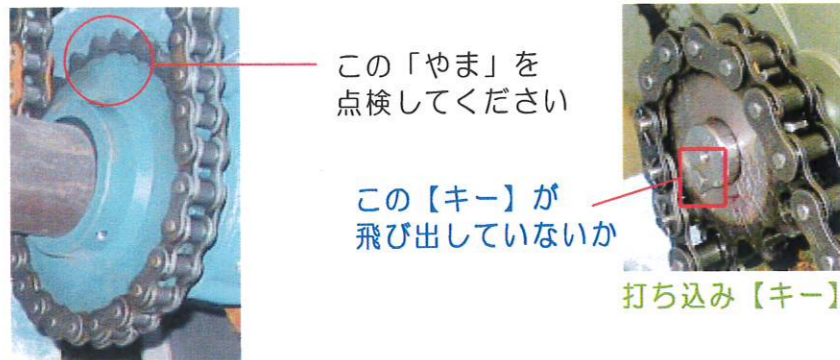 この「やま」を
点検してください
この【キー】が
飛び出していないか
打ち込み【キー】